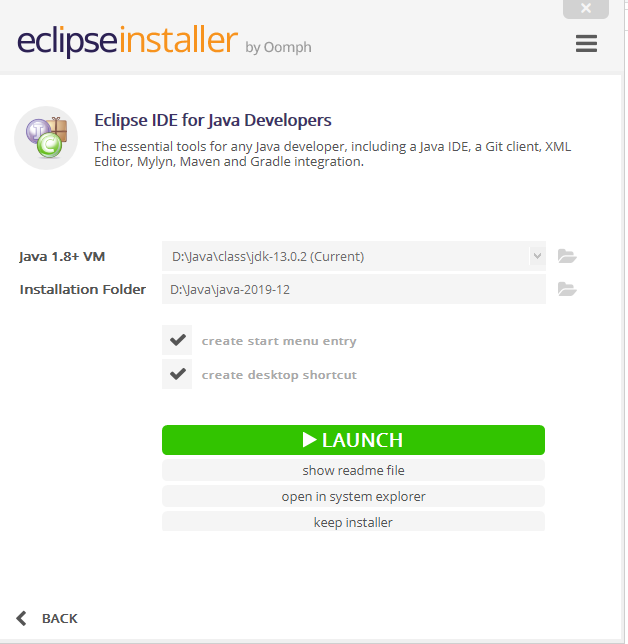 eclipseinstaller by Oomph
Eclipse IDE for Java Developers
The essential tools for any Java developer, including a Java IDE, a Git client, XML
Editor, Mylyn, Maven and Gradle integration.
Java 1.8+ VM D:\Java\class\jdk-13.0.2 (Current)
Installation Folder D:\Java\java-2019-12
create start menu entry
create desktop shortcut
LAUNCH
show readme file
open in system explorer
keep installer
BACK